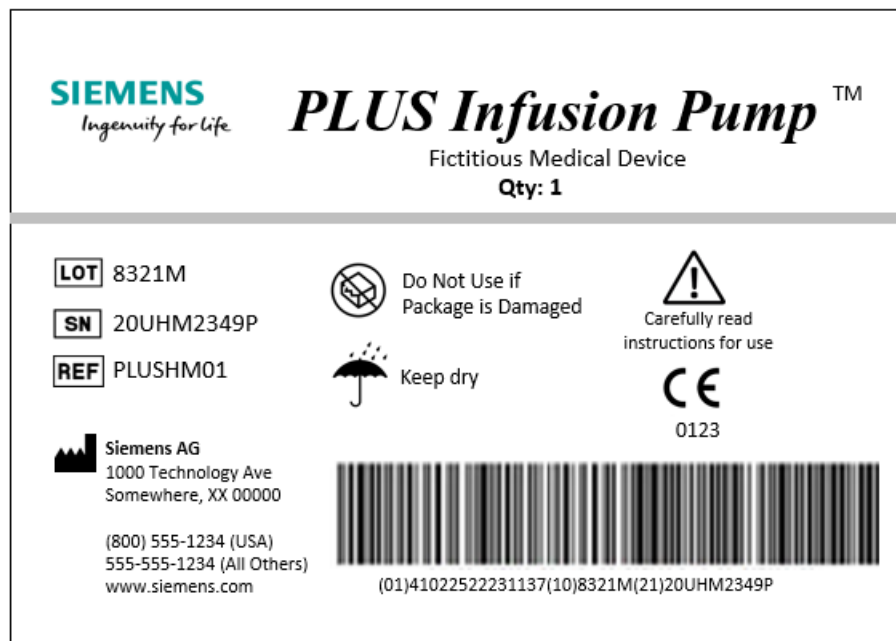 SIEMENS
Ingenuity for life
PLUS Infusion Pump ™
Fictitious Medical Device
Qty: 1
LOT 8321M
SN 20UHM2349P
REF PLUSHM01
Do Not Use if
Package is Damaged
Keep dry
Carefully read
instructions for use
CE
0123
Siemens AG
1000 Technology Ave
Somewhere, XX 00000
(800) 555-1234 (USA)
555-555-1234 (All Others)
www.siemens.com
(01)41022522231137(10)8321M(21)20UHM2349P